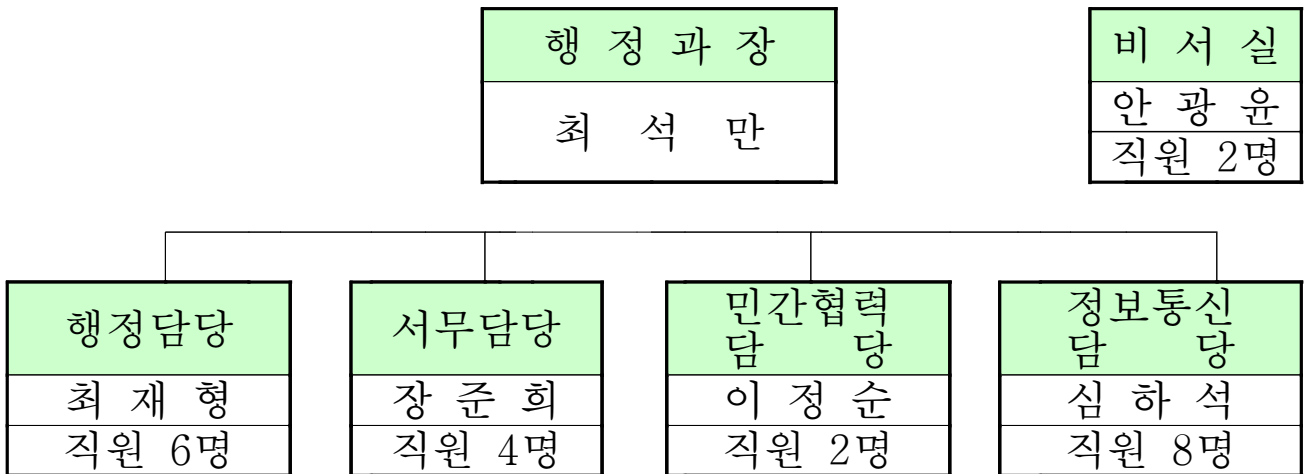 행 정 과 장
최 석 만
비 서 실
안 광 윤
직원 2명
행정담당
최 재 형
직원 6명
서무담당
장 준 희
직원 4명
민간협력
담 당
이 정 순
직원 2명
정보통신
담 당
심 하 석
직원 8명